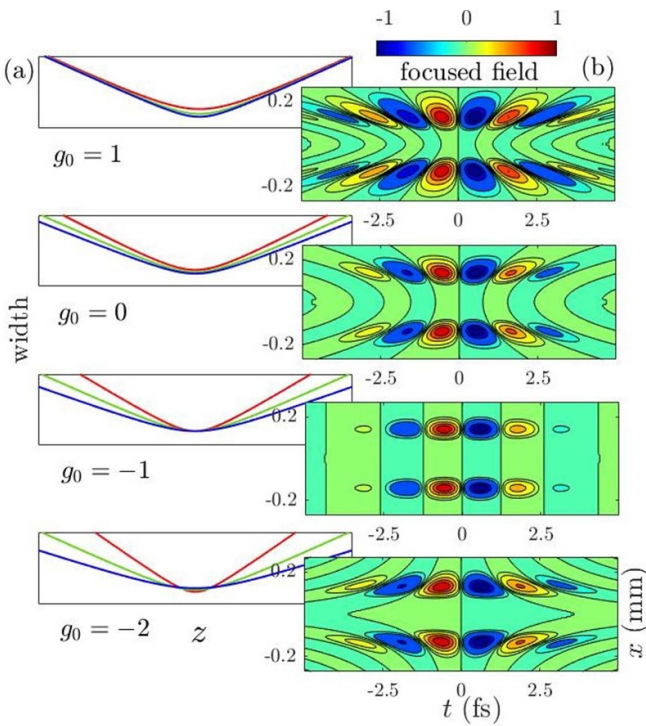 -1 0 1
focused field
(a) (b)
0.2
-0.2
g₀ = 1
-2.5 0 2.5
0.2
-0.2
g₀ = 0
-2.5 0 2.5
width
0.2
-0.2
g₀ = −1
-2.5 0 2.5
0.2
-0.2
g₀ = −2 z
x (mm)
-2.5 0 2.5
t (fs)